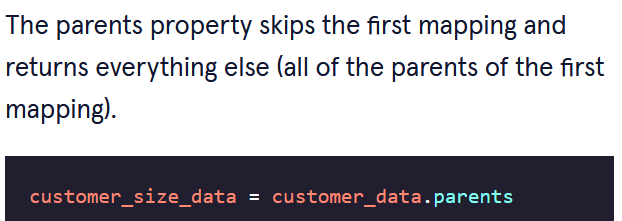 The parents property skips the first mapping and
returns everything else (all of the parents of the first
mapping).
customer_size_data = customer_data.parents